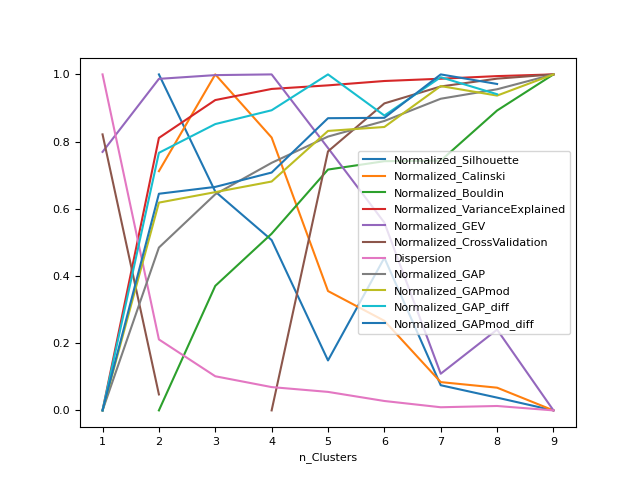 1.0
0.8
0.6
0.4
0.2
0.0
Normalized_Silhouette
Normalized_Calinski
Normalized_Bouldin
Normalized_VarianceExplained
Normalized_GEV
Normalized_CrossValidation
Dispersion
Normalized_GAP
Normalized_GAPmod
Normalized_GAP_diff
Normalized_GAPmod_diff
1 2 3 4 5 6 7 8 9
n_Clusters